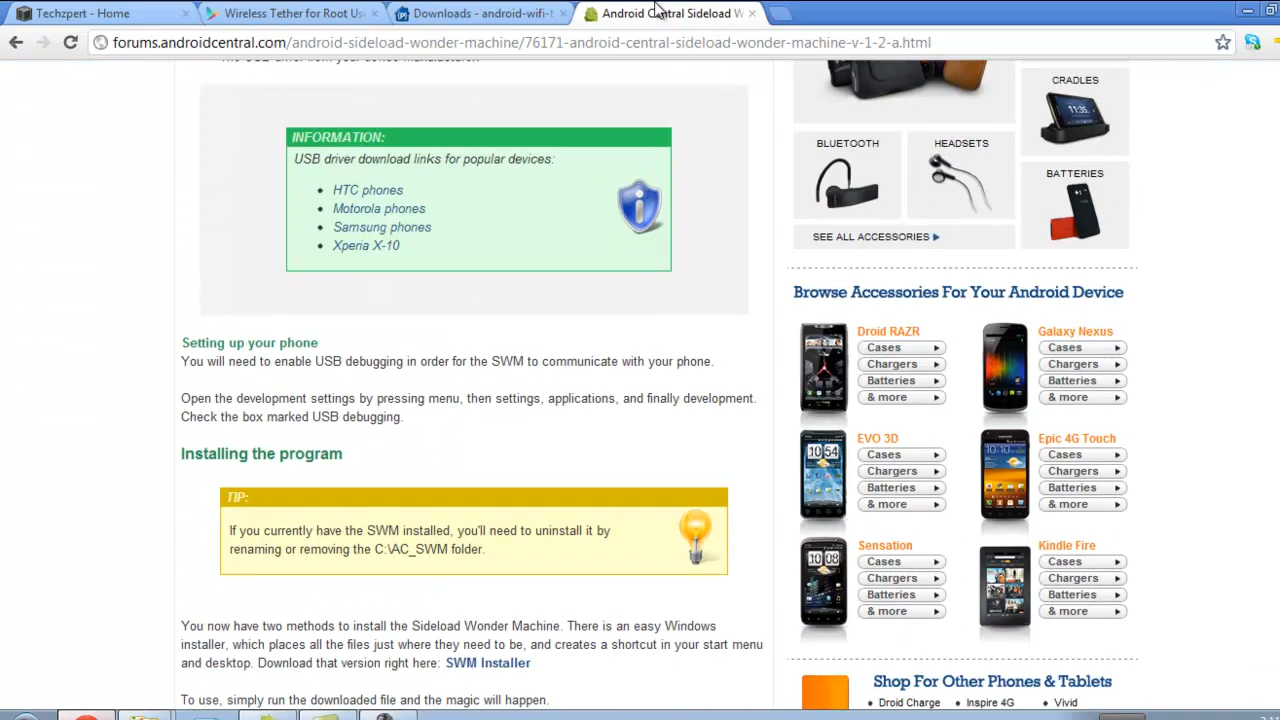 Techzpert - Home
Wireless Tether for Root Us
Downloads - android-wifi-t
Android Central Sideload W
forums.androidcentral.com/android-sideload-wonder-machine/76171-android-central-sideload-wonder-machine-v-1-2-a.html
The USB driver from your device manufacturer.
INFORMATION:
USB driver download links for popular devices:
HTC phones
Motorola phones
Samsung phones
Xperia X-10
Setting up your phone
You will need to enable USB debugging in order for the SWM to communicate with your phone.
Open the development settings by pressing menu, then settings, applications, and finally development.
Check the box marked USB debugging.
Installing the program
TIP:
If you currently have the SWM installed, you'll need to uninstall it by
renaming or removing the C:\AC_SWM folder.
You now have two methods to install the Sideload Wonder Machine. There is an easy Windows
installer, which places all the files just where they need to be, and creates a shortcut in your start menu
and desktop. Download that version right here: SWM Installer
To use, simply run the downloaded file and the magic will happen.
CRADLES
BLUETOOTH
HEADSETS
BATTERIES
SEE ALL ACCESSORIES
Browse Accessories For Your Android Device
Droid RAZR
Cases
Chargers
Batteries
& more
Galaxy Nexus
Cases
Chargers
Batteries
& more
EVO 3D
Cases
Chargers
Batteries
& more
Epic 4G Touch
Cases
Chargers
Batteries
& more
Sensation
Cases
Chargers
Batteries
& more
Kindle Fire
Cases
Chargers
Batteries
& more
Shop For Other Phones & Tablets
Droid Charge
Inspire 4G
Vivid